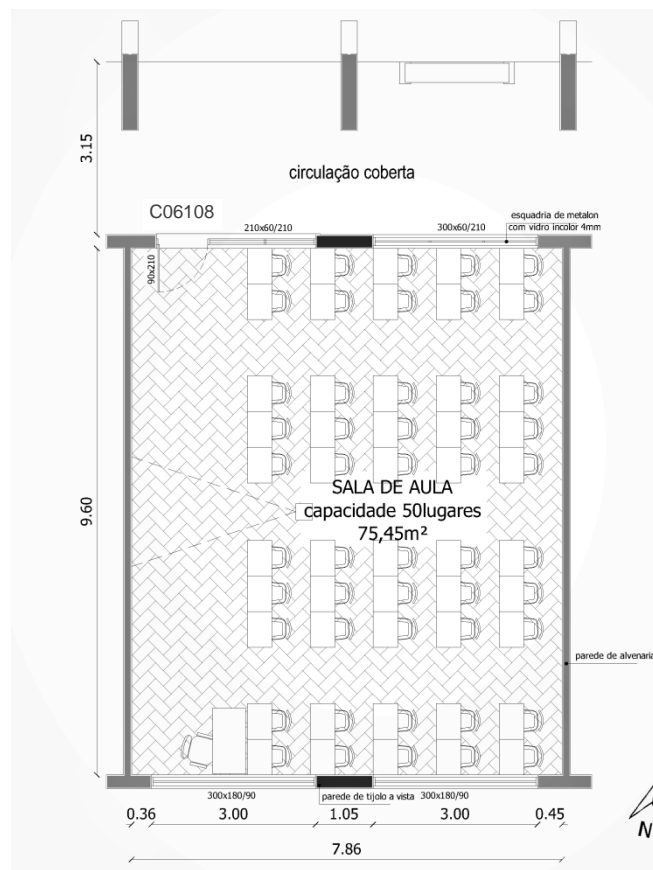 3.15
circulação coberta
C06108
210x60/210
300x60/210
esquadria de metalon
com vidro incolor 4mm
90x210
9.60
SALA DE AULA
capacidade 50lugares
75,45m²
parede de alvenaria
300x180/90
parede de tijolo a vista
300x180/90
0.36
3.00
1.05
3.00
0.45
N
7.86